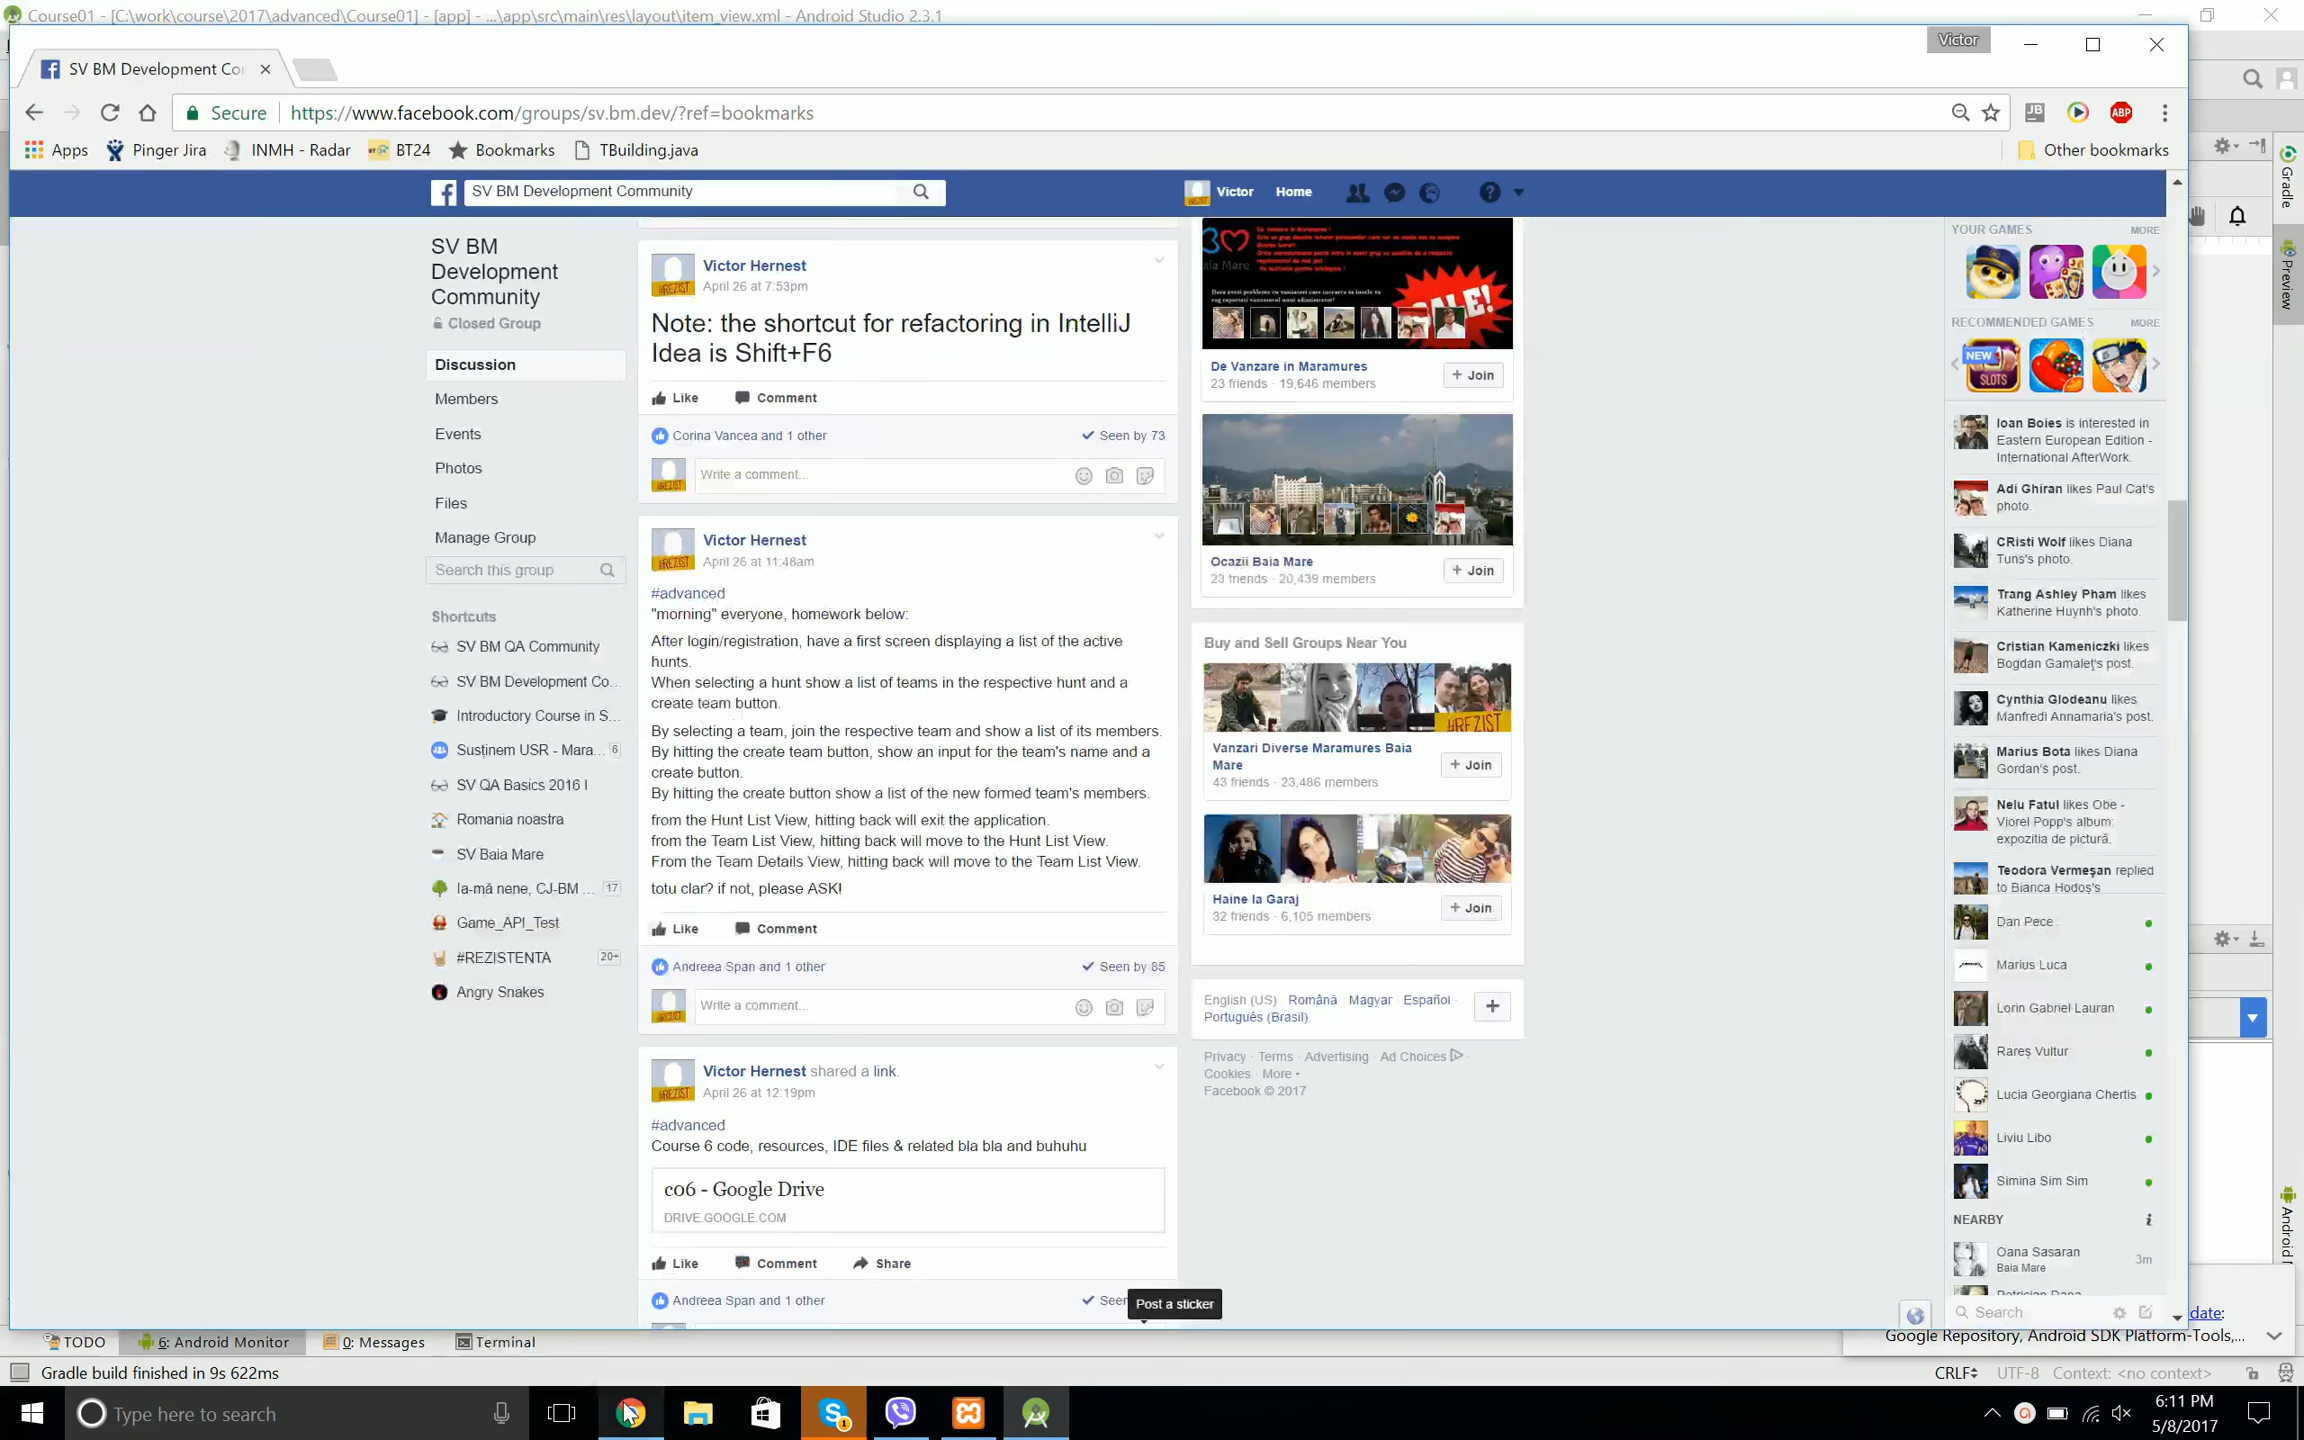 Course01 - [C:\work\course\2017\advanced\Course01] - [app] - ...\app\src\main\res\layout\item_view.xml - Android Studio 2.3.1
Victor
SV BM Development Co
Secure
https://www.facebook.com/groups/sv.bm.dev/?ref=bookmarks
JB
ABP
Apps
Pinger Jira
INMH - Radar
BT24
Bookmarks
TBuilding.java
Other bookmarks
SV BM Development Community
Victor
Home
SV BM
Development
Community
Closed Group
Discussion
Members
Events
Photos
Files
Manage Group
Search this group
Shortcuts
SV BM QA Community
SV BM Development Co...
Introductory Course in S...
Susținem USR - Mara... 6
SV QA Basics 2016 I
Romania noastra
SV Baia Mare
Ia-mă nene, CJ-BM ... 17
Game_API_Test
#REZISTENTA 20+
Angry Snakes
Victor Hernest
April 26 at 7:53pm
#REZIST
Note: the shortcut for refactoring in IntelliJ
Idea is Shift+F6
Like
Comment
Corina Vancea and 1 other
Seen by 73
Write a comment...
Victor Hernest
April 26 at 11:48am
#advanced
"morning" everyone, homework below:
After login/registration, have a first screen displaying a list of the active
hunts.
When selecting a hunt show a list of teams in the respective hunt and a
create team button.
By selecting a team, join the respective team and show a list of its members.
By hitting the create team button, show an input for the team's name and a
create button.
By hitting the create button show a list of the new formed team's members.
from the Hunt List View, hitting back will exit the application.
from the Team List View, hitting back will move to the Hunt List View.
From the Team Details View, hitting back will move to the Team List View.
totu clar? if not, please ASK!
Like
Comment
Andreea Span and 1 other
Seen by 85
Write a comment...
Victor Hernest shared a link.
April 26 at 12:19pm
#advanced
Course 6 code, resources, IDE files & related bla bla and buhuhu
c06 - Google Drive
DRIVE.GOOGLE.COM
Like
Comment
Share
Andreea Span and 1 other
Post a sticker
SALE!
De Vanzare in Maramures
23 friends · 19,646 members
+ Join
Ocazii Baia Mare
23 friends · 20,439 members
+ Join
Buy and Sell Groups Near You
#REZIST
Vanzari Diverse Maramures Baia
Mare
43 friends · 23,486 members
+ Join
Haine la Garaj
32 friends · 6,105 members
+ Join
English (US) · Română · Magyar · Español ·
Português (Brasil)
Privacy · Terms · Advertising · Ad Choices ·
Cookies · More
Facebook © 2017
YOUR GAMES
MORE
RECOMMENDED GAMES
MORE
NEW
SLOTS
Ioan Boies is interested in
Eastern European Edition -
International AfterWork.
Adi Ghiran likes Paul Cat's
photo.
CRisti Wolf likes Diana
Tuns's photo.
Trang Ashley Pham likes
Katherine Huynh's photo.
Cristian Kameniczki likes
Bogdan Gamaleț's post.
Cynthia Glodeanu likes
Manfredi Annamaria's post.
Marius Bota likes Diana
Gordan's post.
Nelu Fatul likes Obe -
Viorel Popp's album:
expozitia de pictură.
Teodora Vermeșan replied
to Bianca Hodoș's
Dan Pece
Marius Luca
Lorin Gabriel Lauran
Rareș Vultur
Lucia Georgiana Chertis
Liviu Libo
Simina Sim Sim
NEARBY
Oana Sasaran
Baia Mare
3m
Search
Gradle
Preview
date:
Google Repository, Android SDK Platform-Tools,...
TODO
6: Android Monitor
0: Messages
Terminal
Gradle build finished in 9s 622ms
CRLF
UTF-8
Context: <no context>
Type here to search
6:11 PM
5/8/2017